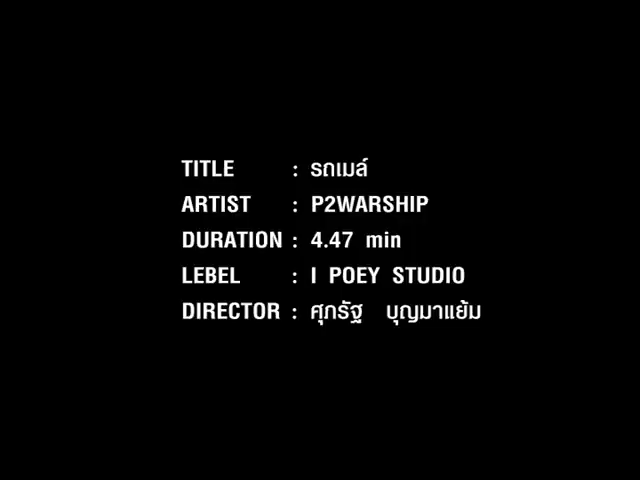 TITLE : รถเมล์
ARTIST : P2WARSHIP
DURATION : 4.47 min
LEBEL : I POEY STUDIO
DIRECTOR : ศุภรัฐ บุญมาแย้ม